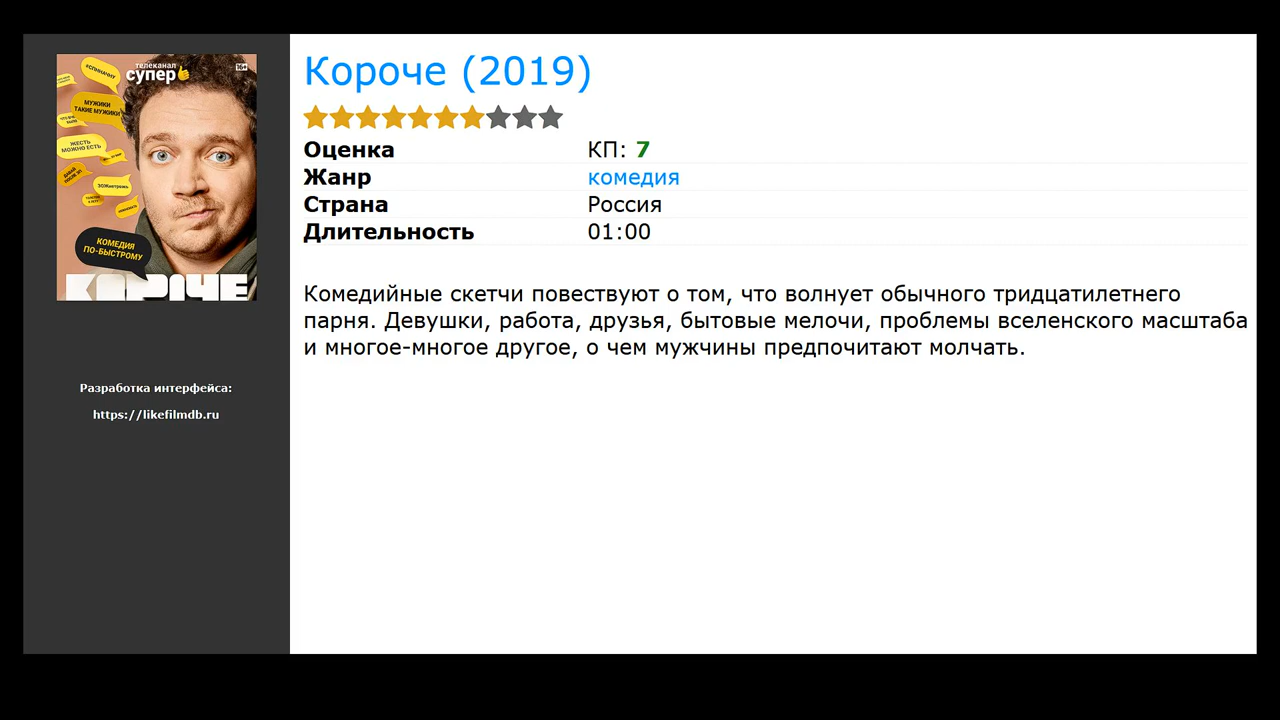 телеканал
супер
16+
МУЖИКИ
ТАКИЕ МУЖИКИ
ЖЕСТЬ
МОЖНО ЕСТЬ
КОМЕДИЯ
ПО-БЫСТРОМУ
КОРОЧЕ
Разработка интерфейса:
https://likefilmdb.ru
Короче (2019)
Оценка КП: 7
Жанр комедия
Страна Россия
Длительность 01:00
Комедийные скетчи повествуют о том, что волнует обычного тридцатилетнего
парня. Девушки, работа, друзья, бытовые мелочи, проблемы вселенского масштаба
и многое-многое другое, о чем мужчины предпочитают молчать.